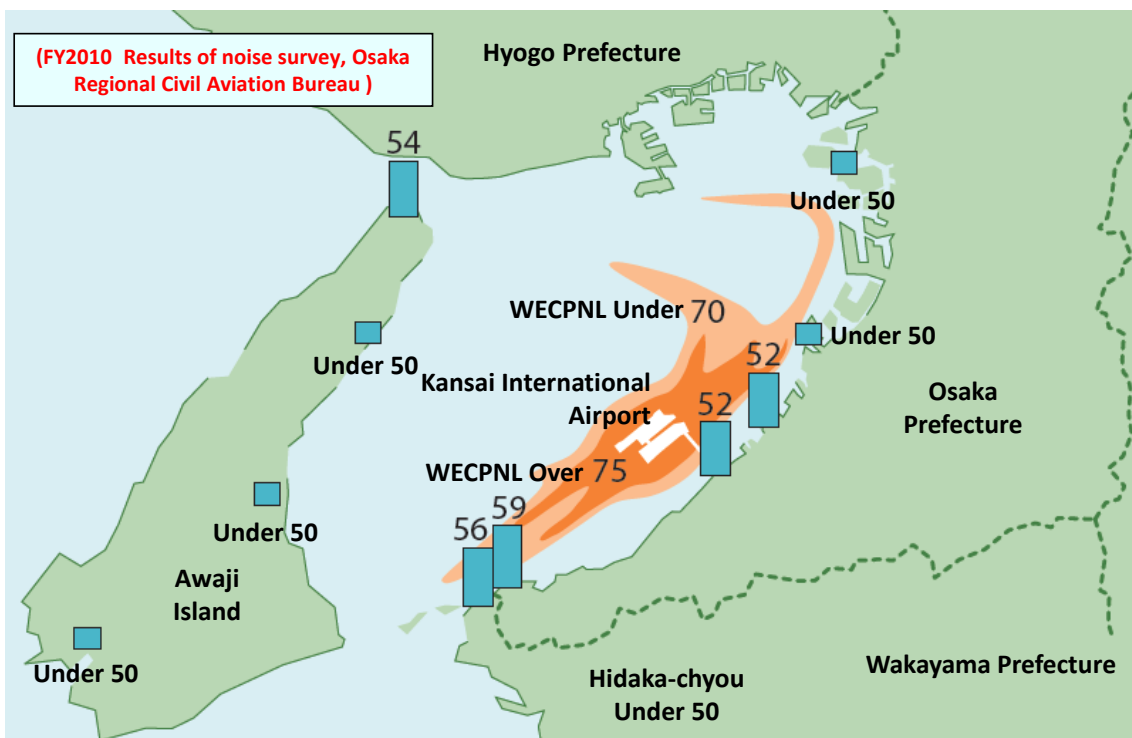 (FY2010 Results of noise survey, Osaka
Regional Civil Aviation Bureau )
Hyogo Prefecture
54
Under 50
WECPNL Under 70
Under 50
Under 50
52
Kansai International
Airport
52
Osaka
Prefecture
WECPNL Over 75
59
56
Under 50
Awaji
Island
Under 50
Wakayama Prefecture
Hidaka-chyou
Under 50